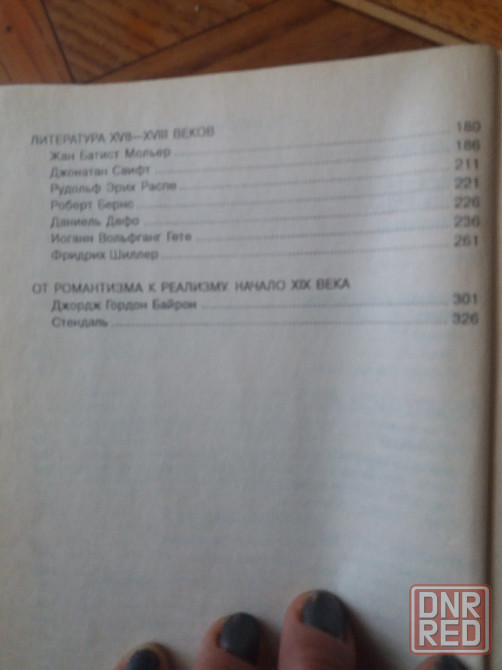 ЛИТЕРАТУРА XVII—XVIII ВЕКОВ
Жан Батист Мольер 180
Джонатан Свифт 186
Рудольф Эрих Распе 211
Роберт Бернс 221
Даниель Дефо 226
Иоганн Вольфганг Гете 236
Фридрих Шиллер 261
ОТ РОМАНТИЗМА К РЕАЛИЗМУ. НАЧАЛО XIX ВЕКА
Джордж Гордон Байрон 301
Стендаль 326
DNR
RED